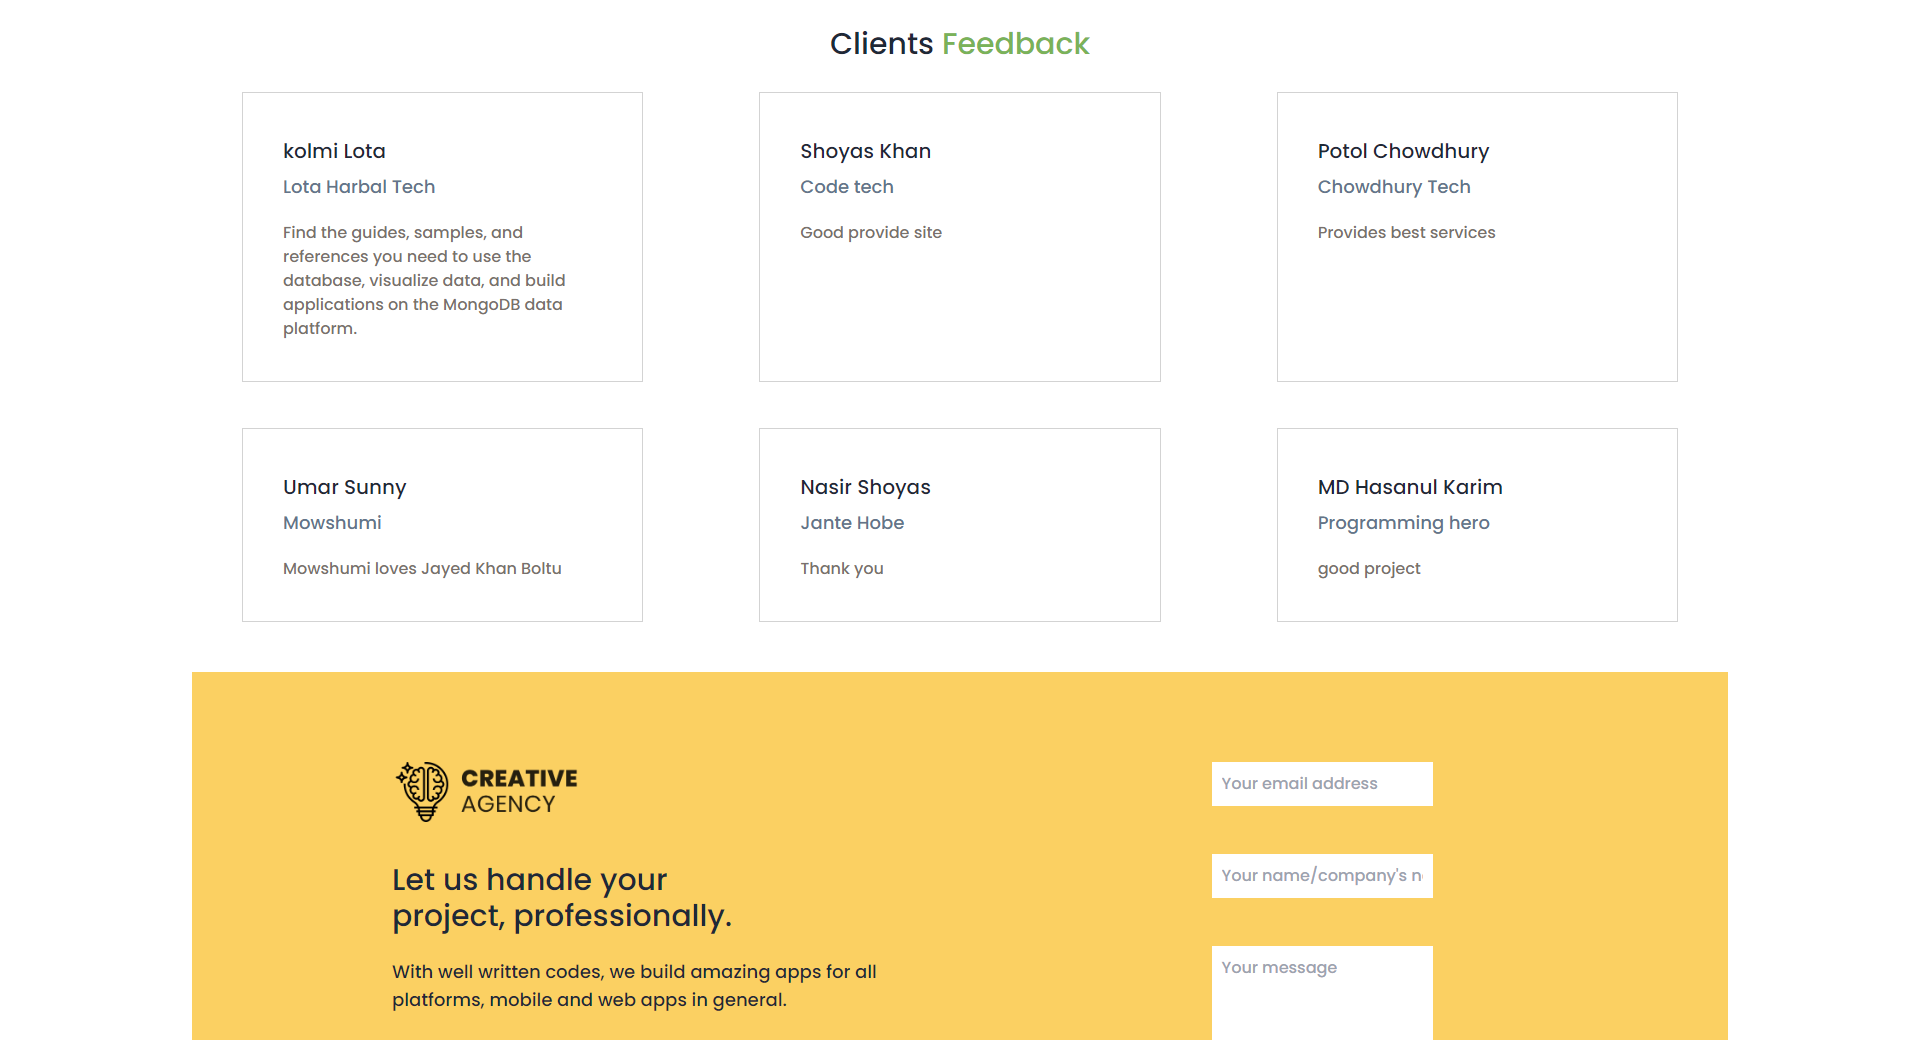 Clients Feedback
kolmi Lota
Lota Harbal Tech
Find the guides, samples, and
references you need to use the
database, visualize data, and build
applications on the MongoDB data
platform.
Shoyas Khan
Code tech
Good provide site
Potol Chowdhury
Chowdhury Tech
Provides best services
Umar Sunny
Mowshumi
Mowshumi loves Jayed Khan Boltu
Nasir Shoyas
Jante Hobe
Thank you
MD Hasanul Karim
Programming hero
good project
CREATIVE
AGENCY
Let us handle your
project, professionally.
With well written codes, we build amazing apps for all
platforms, mobile and web apps in general.
Your email address
Your name/company's
Your message